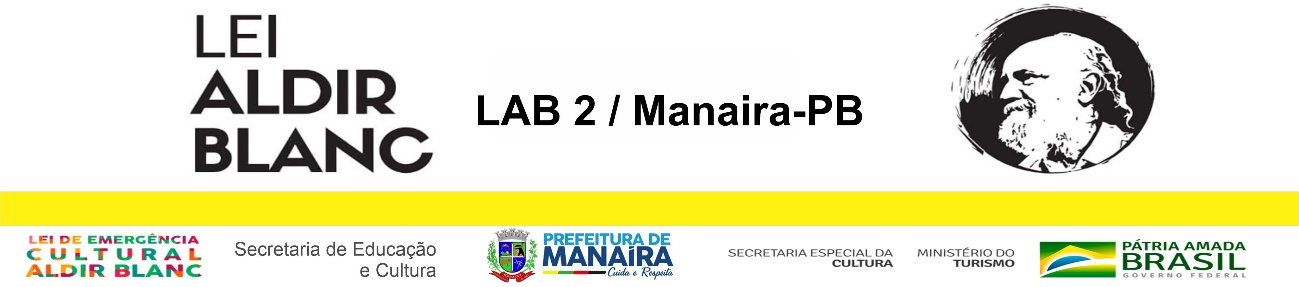 LEI
ALDIR
BLANC
LAB 2 / Manaira-PB
LEI DE EMERGÊNCIA
CULTURAL
ALDIR BLANC
Secretaria de Educação
e Cultura
PREFEITURA DE
MANAÍRA
Cuida e Respeita
SECRETARIA ESPECIAL DA
CULTURA
MINISTÉRIO DO
TURISMO
PÁTRIA AMADA
BRASIL
GOVERNO FEDERAL